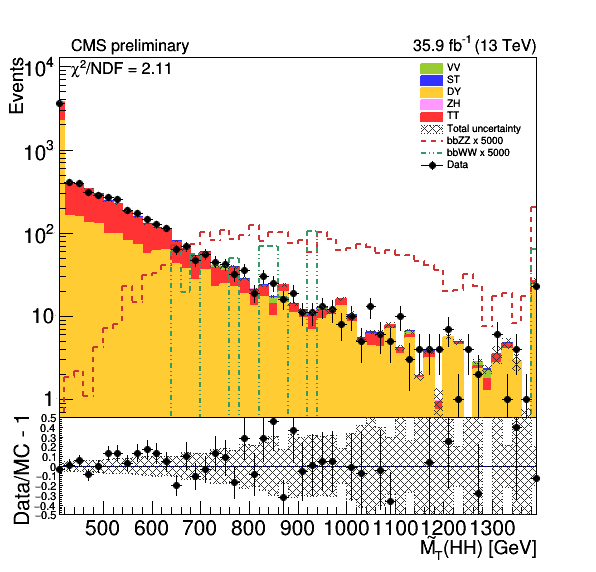 CMS preliminary 35.9 fb⁻¹ (13 TeV)
Events
χ²/NDF = 2.11
10⁴
10³
10²
10
1
VV
ST
DY
ZH
TT
Total uncertainty
bbZZ x 5000
bbWW x 5000
Data
Data/MC - 1
0.5
0.4
0.3
0.2
0.1
0
-0.1
-0.2
-0.3
-0.4
-0.5
500 600 700 800 900 1000 1100 1200 1300
M̃_T(HH) [GeV]